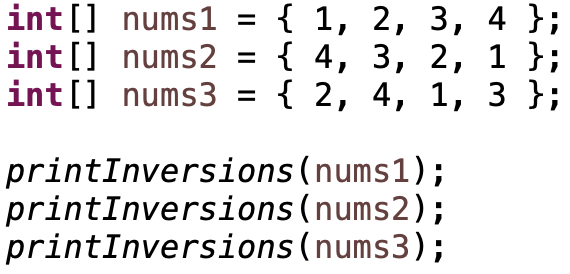 int[] nums1 = { 1, 2, 3, 4 };
int[] nums2 = { 4, 3, 2, 1 };
int[] nums3 = { 2, 4, 1, 3 };
printInversions(nums1);
printInversions(nums2);
printInversions(nums3);